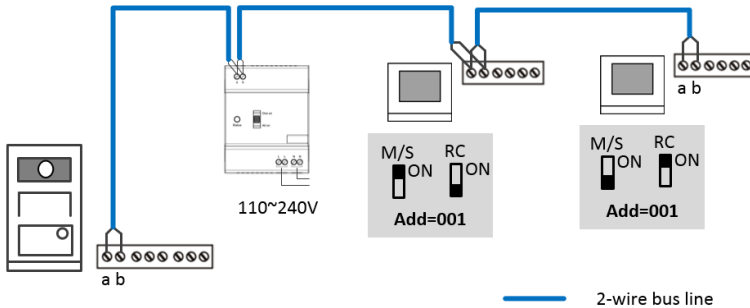 a b
110~240V
M/S RC
ON ON
Add=001
M/S RC
ON ON
Add=001
a b
2-wire bus line